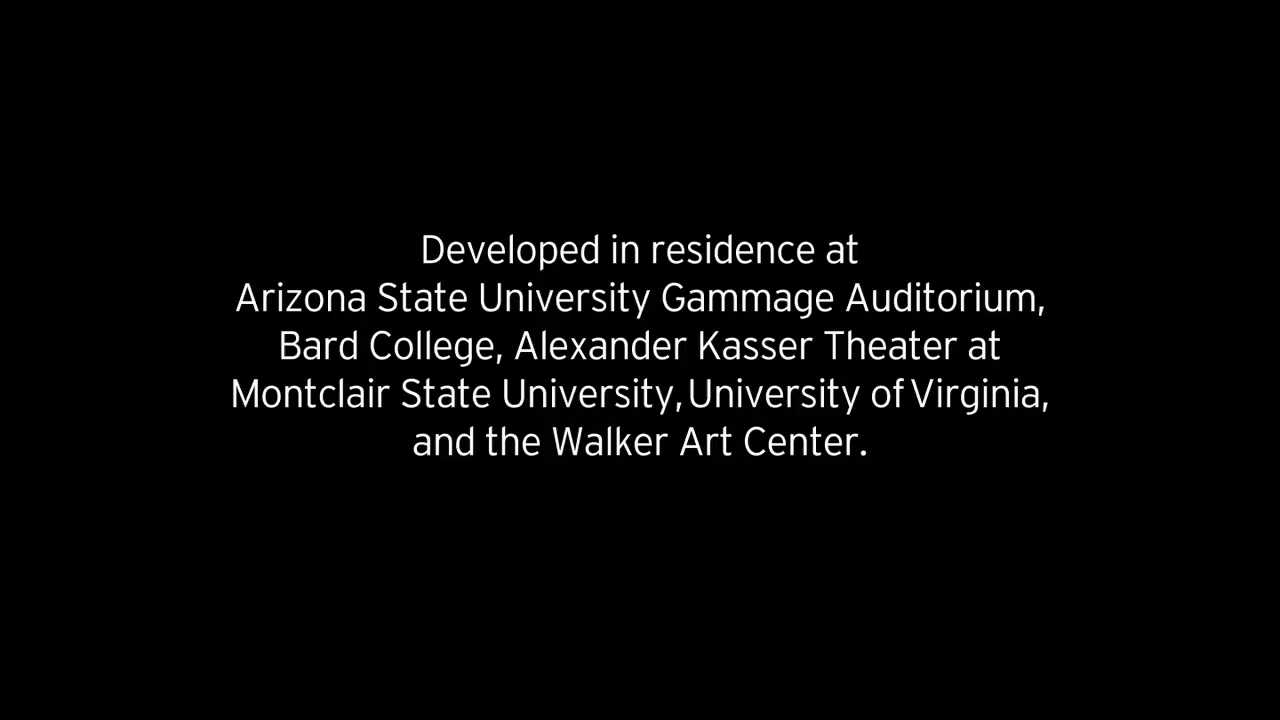 Developed in residence at
Arizona State University Gammage Auditorium,
Bard College, Alexander Kasser Theater at
Montclair State University, University of Virginia,
and the Walker Art Center.